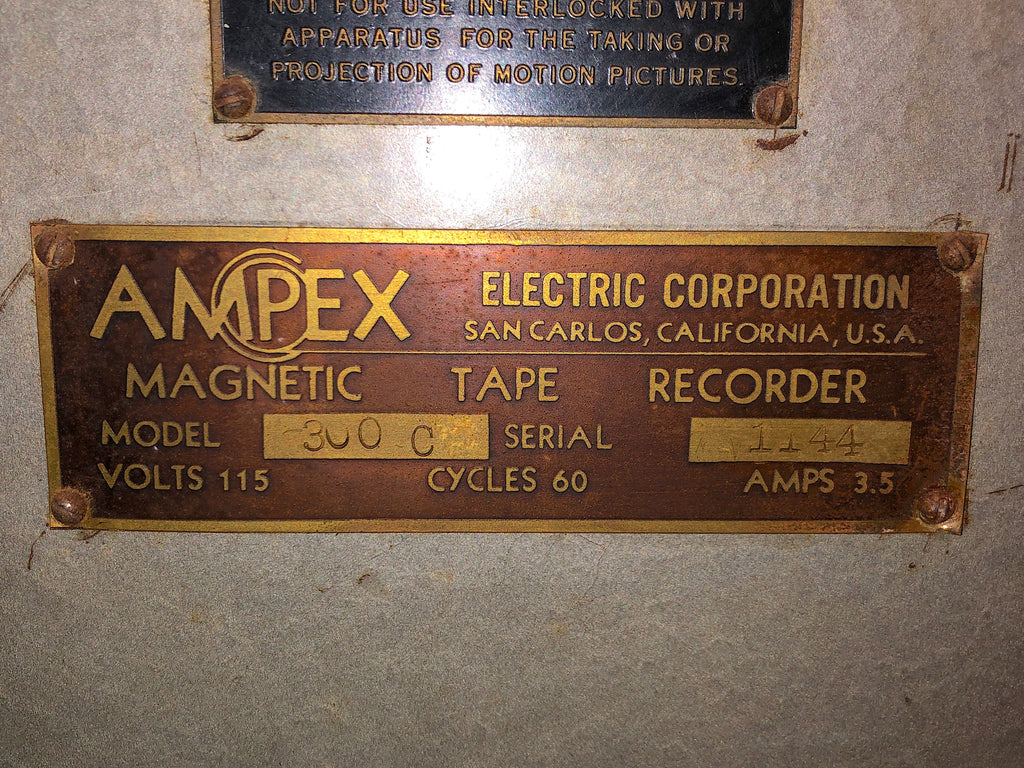 NOT FOR USE INTERLOCKED WITH
APPARATUS FOR THE TAKING OR
PROJECTION OF MOTION PICTURES.
AMPEX ELECTRIC CORPORATION
SAN CARLOS, CALIFORNIA, U.S.A.
MAGNETIC TAPE RECORDER
MODEL 300 C SERIAL 1144
VOLTS 115 CYCLES 60 AMPS 3.5